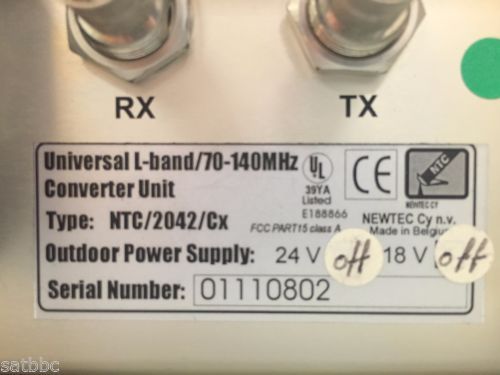 RX TX
Universal L-band/70-140MHz
Converter Unit
UL
39YA
Listed
E188866
CE
NTC
NEWTEC CY
Type: NTC/2042/Cx
FCC PART15 class A
NEWTEC Cy n.v.
Made in Belgium
Outdoor Power Supply: 24 V off 18 V off
Serial Number: 01110802
satbbc